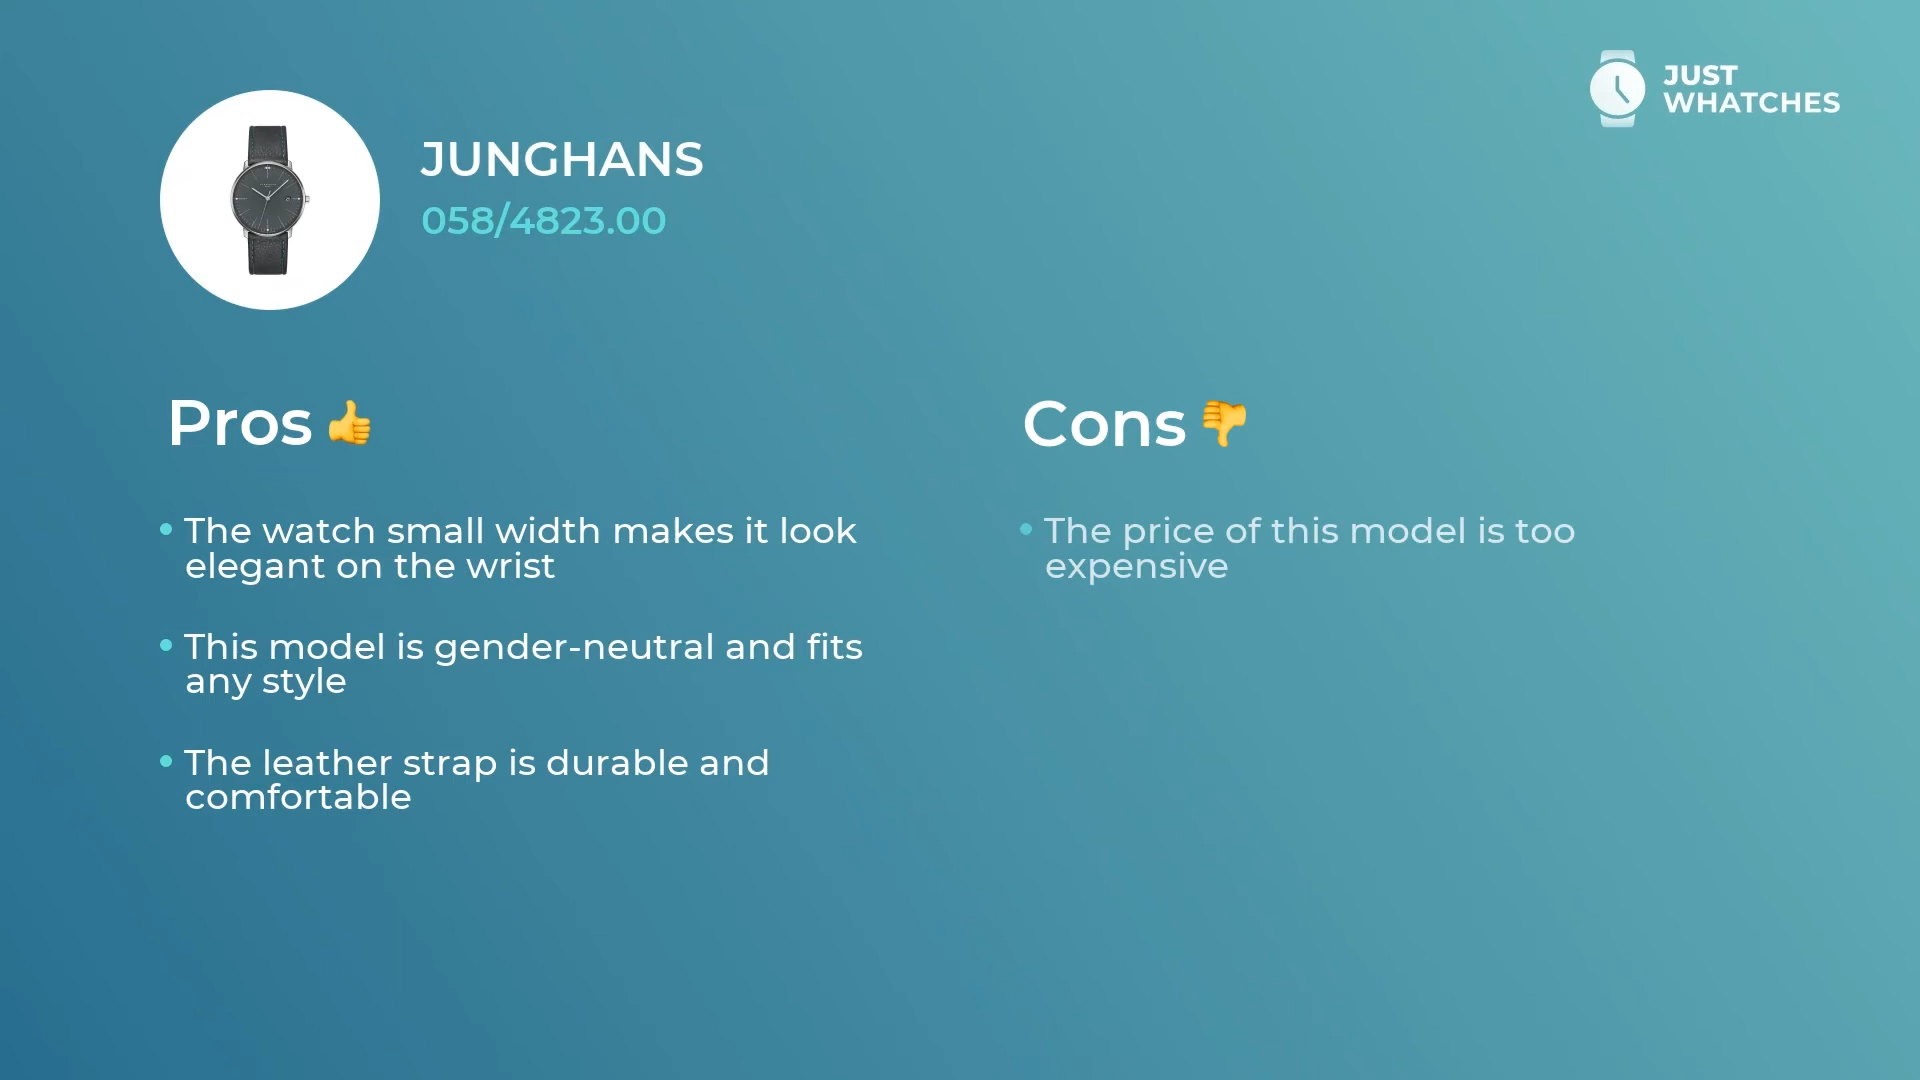 JUST
WHATCHES
JUNGHANS
058/4823.00
Pros 👍
The watch small width makes it look
elegant on the wrist
This model is gender-neutral and fits
any style
The leather strap is durable and
comfortable
Cons 👎
The price of this model is too
expensive